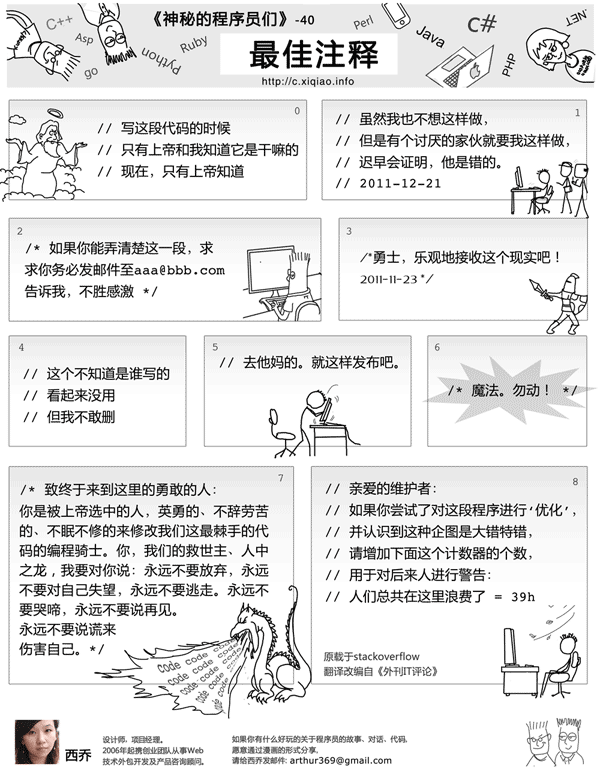 《神秘的程序员们》-40
C++
Asp
go
Python
Ruby
Perl
Java
C#
PHP
.NET
最佳注释
http://c.xiqiao.info
0
// 写这段代码的时候
// 只有上帝和我知道它是干嘛的
// 现在，只有上帝知道
1
// 虽然我也不想这样做，
// 但是有个讨厌的家伙就要我这样做，
// 迟早会证明，他是错的。
// 2011-12-21
2
/* 如果你能弄清楚这一段，求
求你务必发邮件至aaa@bbb.com
告诉我，不胜感激 */
3
/*勇士，乐观地接收这个现实吧！
2011-11-23 */
4
// 这个不知道是谁写的
// 看起来没用
// 但我不敢删
5
// 去他妈的。就这样发布吧。
6
/* 魔法。勿动！ */
7
/* 致终于来到这里的勇敢的人：
你是被上帝选中的人，英勇的、不辞劳苦
的、不眠不修的来修改我们这最棘手的代
码的编程骑士。你，我们的救世主、人中
之龙，我要对你说：永远不要放弃，永远
不要对自己失望，永远不要逃走。永远不
要哭啼，永远不要说再见。
永远不要说谎来
伤害自己。*/
code code code
code code code
code code code
code code
8
// 亲爱的维护者：
// 如果你尝试了对这段程序进行‘优化’，
// 并认识到这种企图是大错特错，
// 请增加下面这个计数器的个数，
// 用于对后来人进行警告：
// 人们总共在这里浪费了 = 39h
原载于stackoverflow
翻译改编自《外刊IT评论》
西乔
设计师、项目经理。
2006年起携创业团队从事Web
技术外包开发及产品咨询顾问。
如果你有什么好玩的关于程序员的故事、对话、代码，
愿意通过漫画的形式分享，
请给西乔发邮件: arthur369@gmail.com